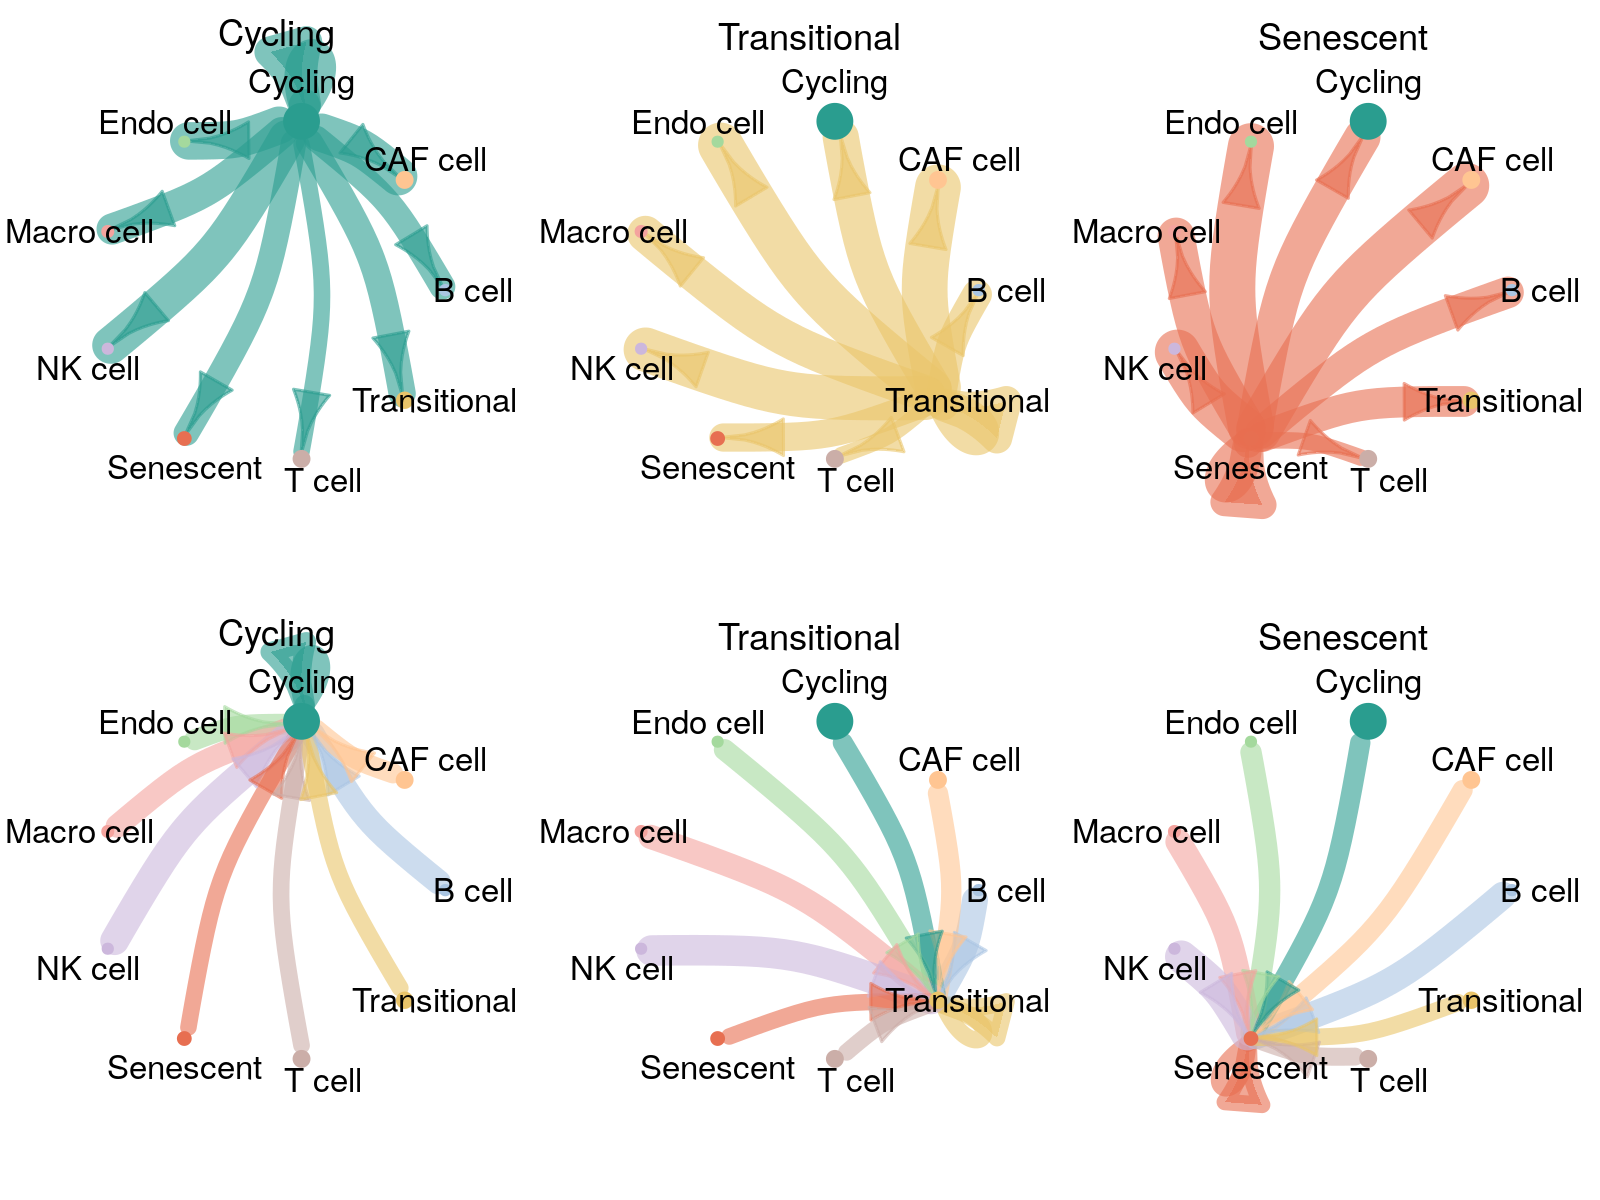 Cycling
Cycling
Endo cell
CAF cell
Macro cell
B cell
NK cell
Transitional
Senescent
T cell
Transitional
Cycling
Endo cell
CAF cell
Macro cell
B cell
NK cell
Transitional
Senescent
T cell
Senescent
Cycling
Endo cell
CAF cell
Macro cell
B cell
NK cell
Transitional
Senescent
T cell
Cycling
Cycling
Endo cell
CAF cell
Macro cell
B cell
NK cell
Transitional
Senescent
T cell
Transitional
Cycling
Endo cell
CAF cell
Macro cell
B cell
NK cell
Transitional
Senescent
T cell
Senescent
Cycling
Endo cell
CAF cell
Macro cell
B cell
NK cell
Transitional
Senescent
T cell